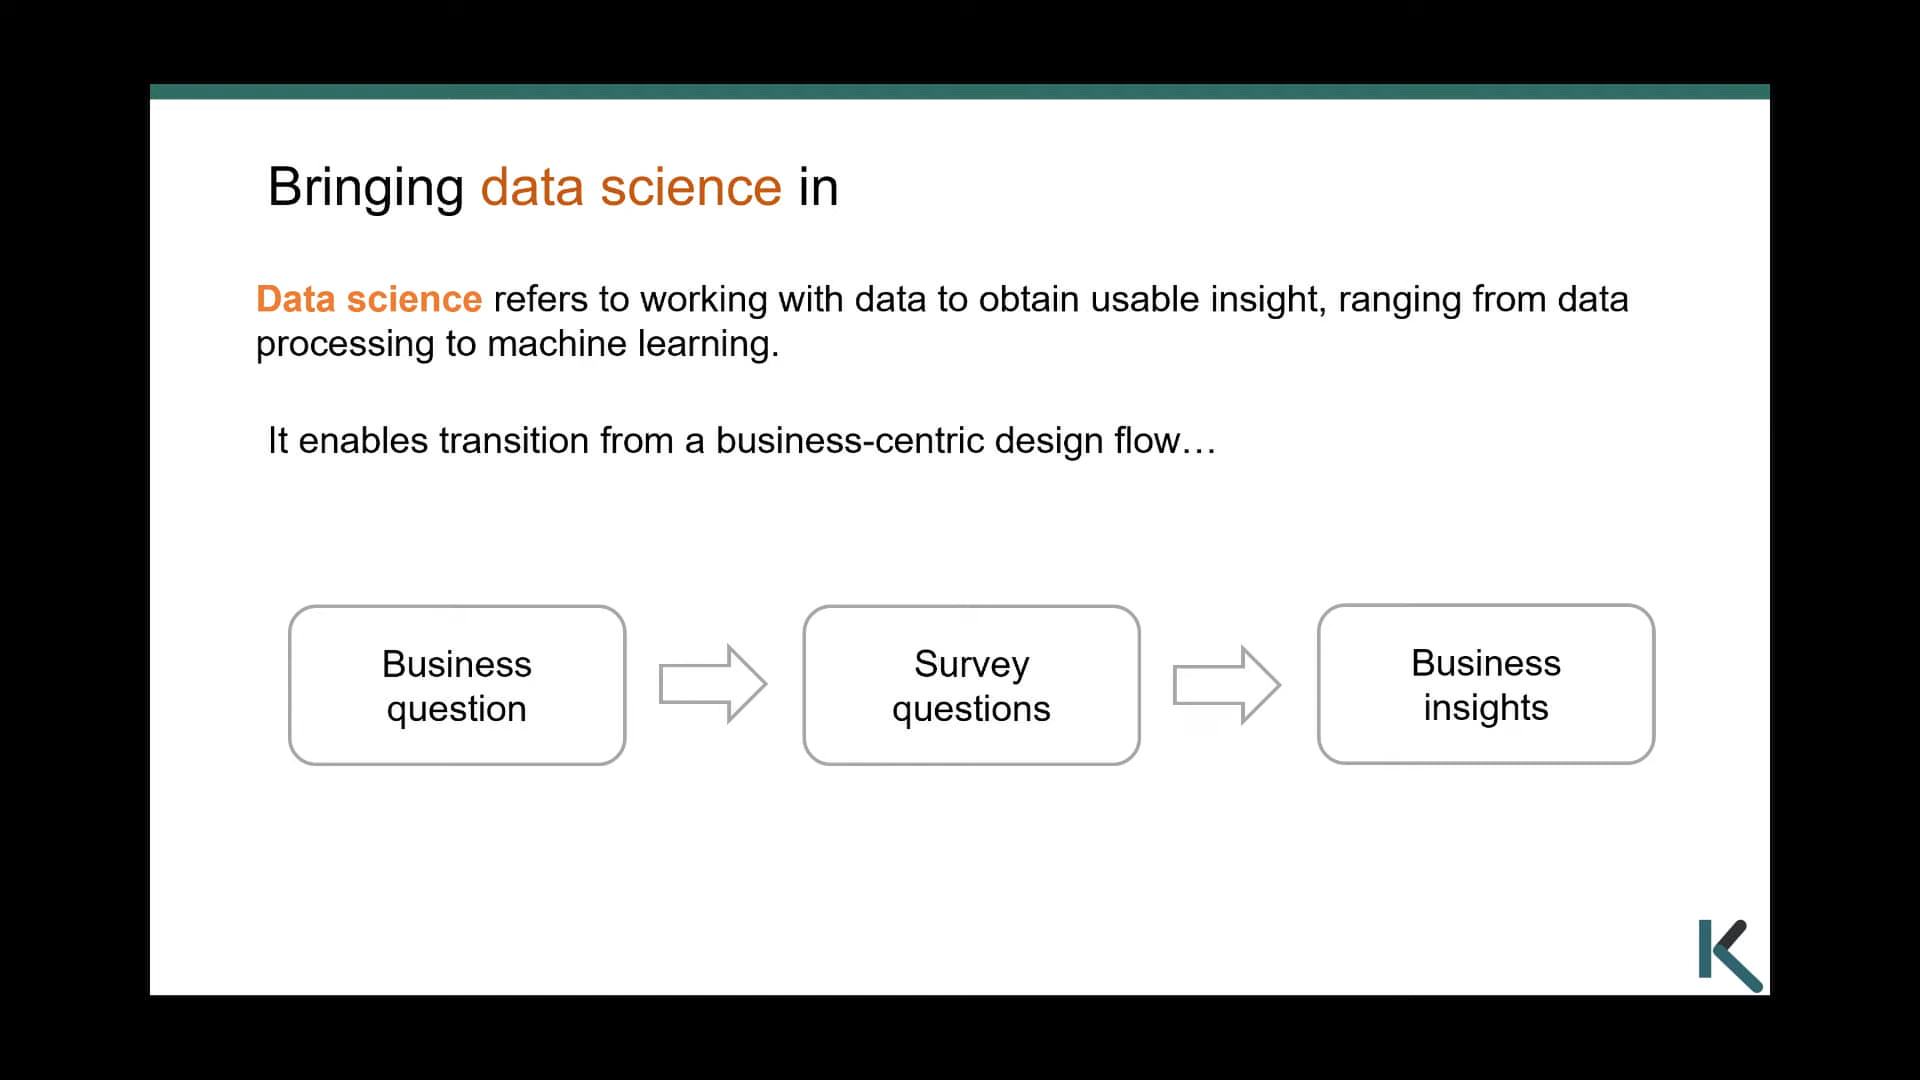 Bringing data science in
Data science refers to working with data to obtain usable insight, ranging from data
processing to machine learning.
It enables transition from a business-centric design flow…
Business
question
Survey
questions
Business
insights
K